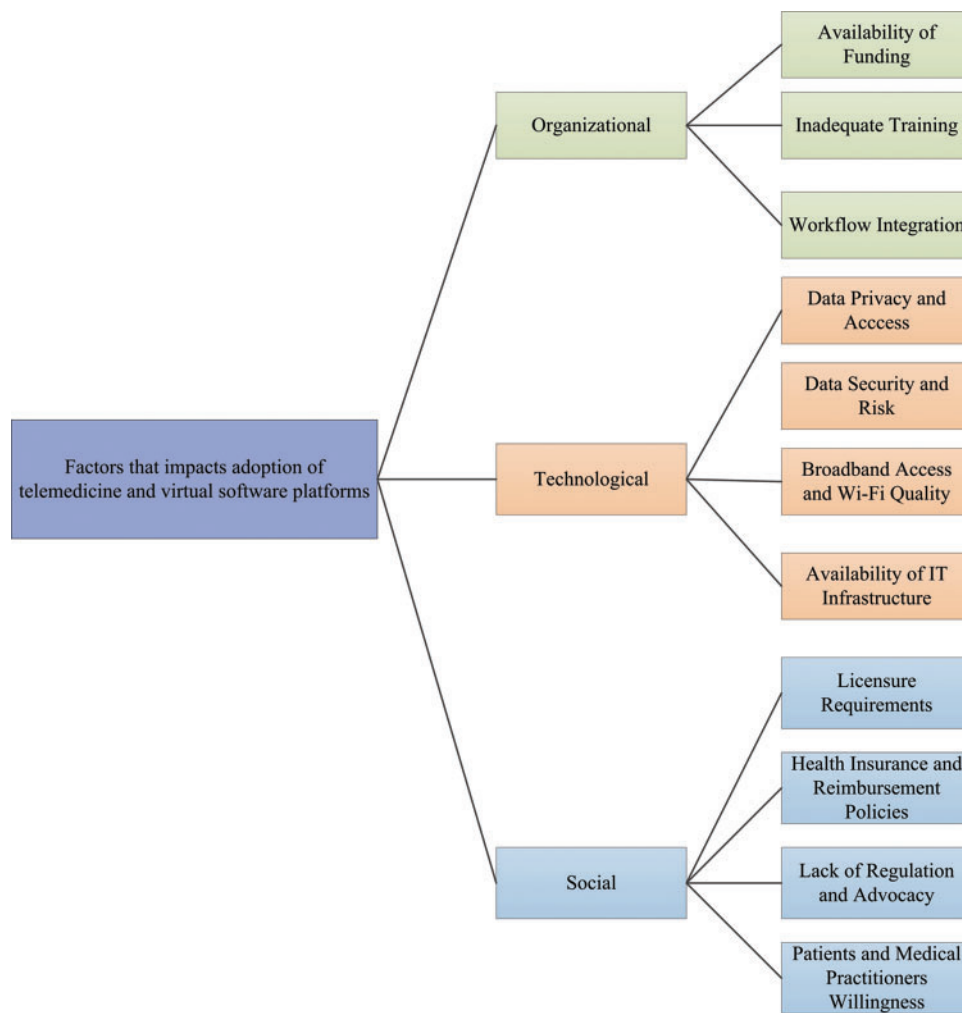 Factors that impacts adoption of
telemedicine and virtual software platforms
Organizational
Availability of
Funding
Inadequate Training
Workflow Integration
Technological
Data Privacy and
Acccess
Data Security and
Risk
Broadband Access
and Wi-Fi Quality
Availability of IT
Infrastructure
Social
Licensure
Requirements
Health Insurance and
Reimbursement
Policies
Lack of Regulation
and Advocacy
Patients and Medical
Practitioners
Willingness